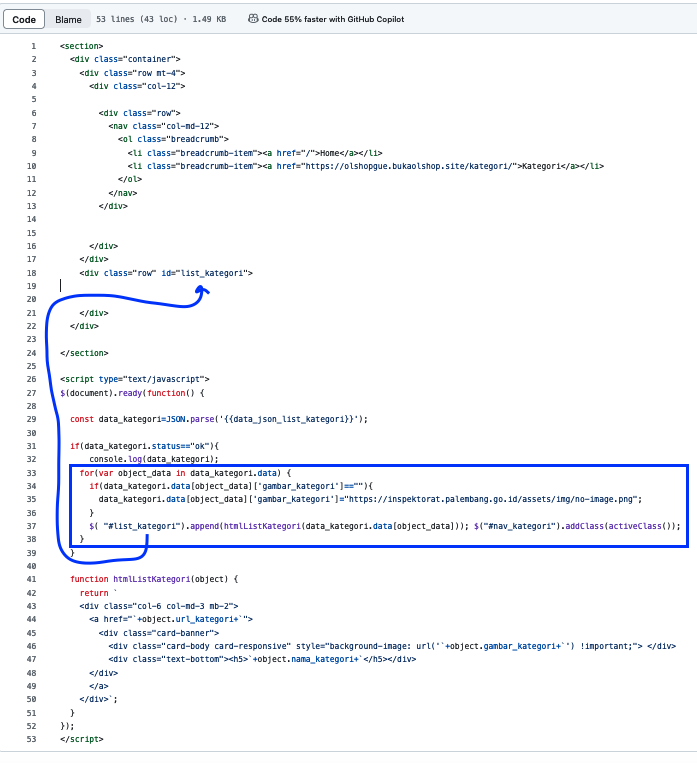 Code Blame 53 lines (43 loc) · 1.49 KB Code 55% faster with GitHub Copilot
1 <section>
2 <div class="container">
3 <div class="row mt-4">
4 <div class="col-12">
5
6 <div class="row">
7 <nav class="col-md-12">
8 <ol class="breadcrumb">
9 <li class="breadcrumb-item"><a href="/">Home</a></li>
10 <li class="breadcrumb-item"><a href="https://olshopgue.bukaolshop.site/kategori/">Kategori</a></li>
11 </ol>
12 </nav>
13 </div>
14
15
16 </div>
17 </div>
18 <div class="row" id="list_kategori">
19
20
21 </div>
22 </div>
23
24 </section>
25
26 <script type="text/javascript">
27 $(document).ready(function() {
28
29 const data_kategori=JSON.parse('{{data_json_list_kategori}}');
30
31 if(data_kategori.status=="ok"){
32 console.log(data_kategori);
33 for(var object_data in data_kategori.data) {
34 if(data_kategori.data[object_data]['gambar_kategori']==""){
35 data_kategori.data[object_data]['gambar_kategori']="https://inspektorat.palembang.go.id/assets/img/no-image.png";
36 }
37 $( "#list_kategori").append(htmlListKategori(data_kategori.data[object_data])); $("#nav_kategori").addClass(activeClass());
38 }
39 }
40
41 function htmlListKategori(object) {
42 return `
43 <div class="col-6 col-md-3 mb-2">
44 <a href="`+object.url_kategori+`">
45 <div class="card-banner">
46 <div class="card-body card-responsive" style="background-image: url('`+object.gambar_kategori+`') !important;"> </div>
47 <div class="text-bottom"><h5>`+object.nama_kategori+`</h5></div>
48 </div>
49 </a>
50 </div>`;
51 }
52 });
53 </script>